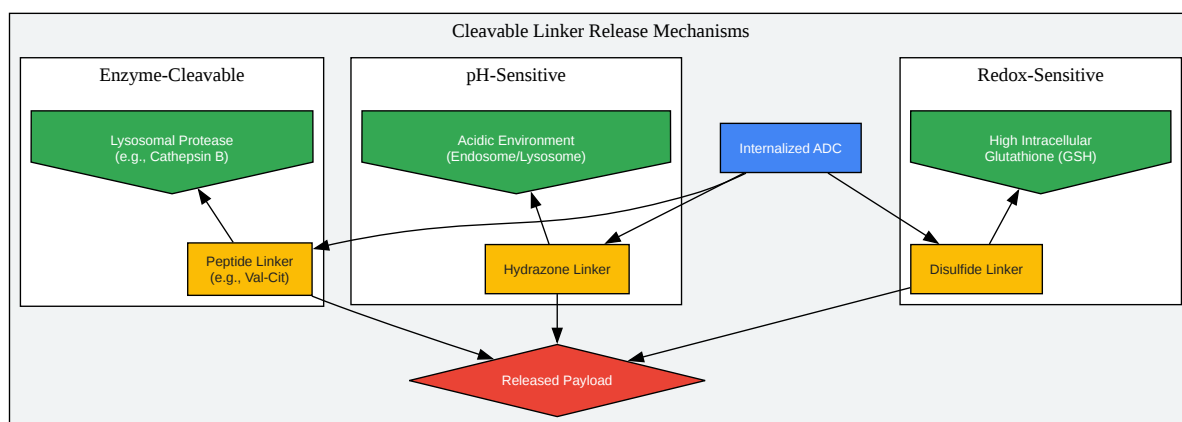 Cleavable Linker Release Mechanisms
Enzyme-Cleavable
Lysosomal Protease
(e.g., Cathepsin B)
Peptide Linker
(e.g., Val-Cit)
pH-Sensitive
Acidic Environment
(Endosome/Lysosome)
Hydrazone Linker
Internalized ADC
Redox-Sensitive
High Intracellular
Glutathione (GSH)
Disulfide Linker
Released Payload